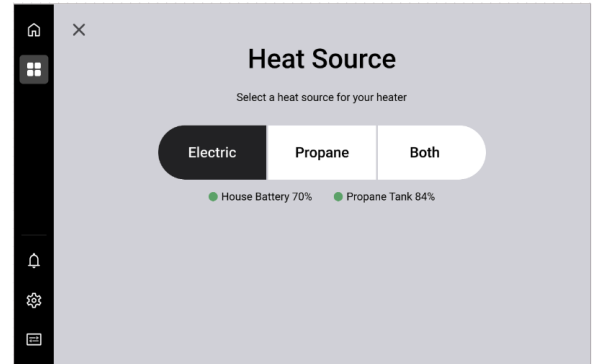 Heat Source
Select a heat source for your heater
Electric Propane Both
House Battery 70% Propane Tank 84%